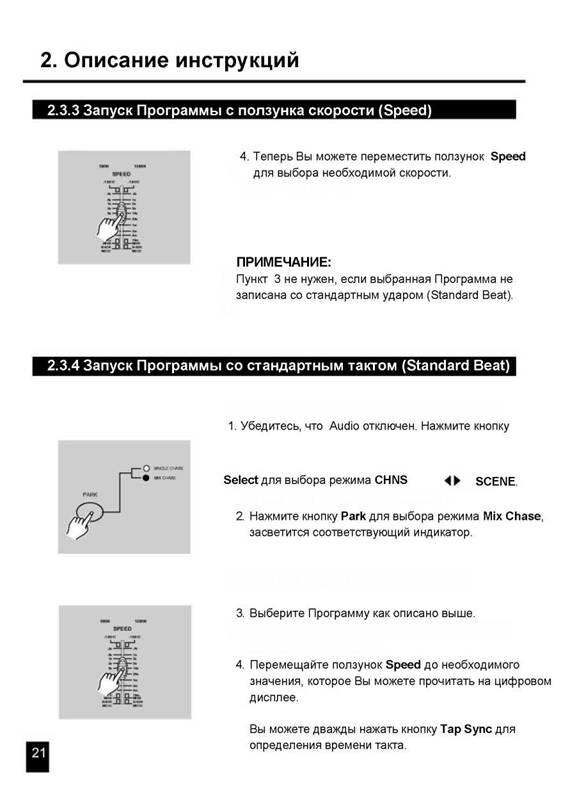 2. Описание инструкций
2.3.3 Запуск Программы с ползунка скорости (Speed)
SPEED
4. Теперь Вы можете переместить ползунок Speed
для выбора необходимой скорости.
ПРИМЕЧАНИЕ:
Пункт 3 не нужен, если выбранная Программа не
записана со стандартным ударом (Standard Beat).
2.3.4 Запуск Программы со стандартным тактом (Standard Beat)
1. Убедитесь, что Audio отключен. Нажмите кнопку
SINGLE CHASE
MIX CHASE
PARK
Select для выбора режима CHNS ◄► SCENE.
2. Нажмите кнопку Park для выбора режима Mix Chase,
засветится соответствующий индикатор.
SPEED
3. Выберите Программу как описано выше.
4. Перемещайте ползунок Speed до необходимого
значения, которое Вы можете прочитать на цифровом
дисплее.
Вы можете дважды нажать кнопку Tap Sync для
определения времени такта.
21